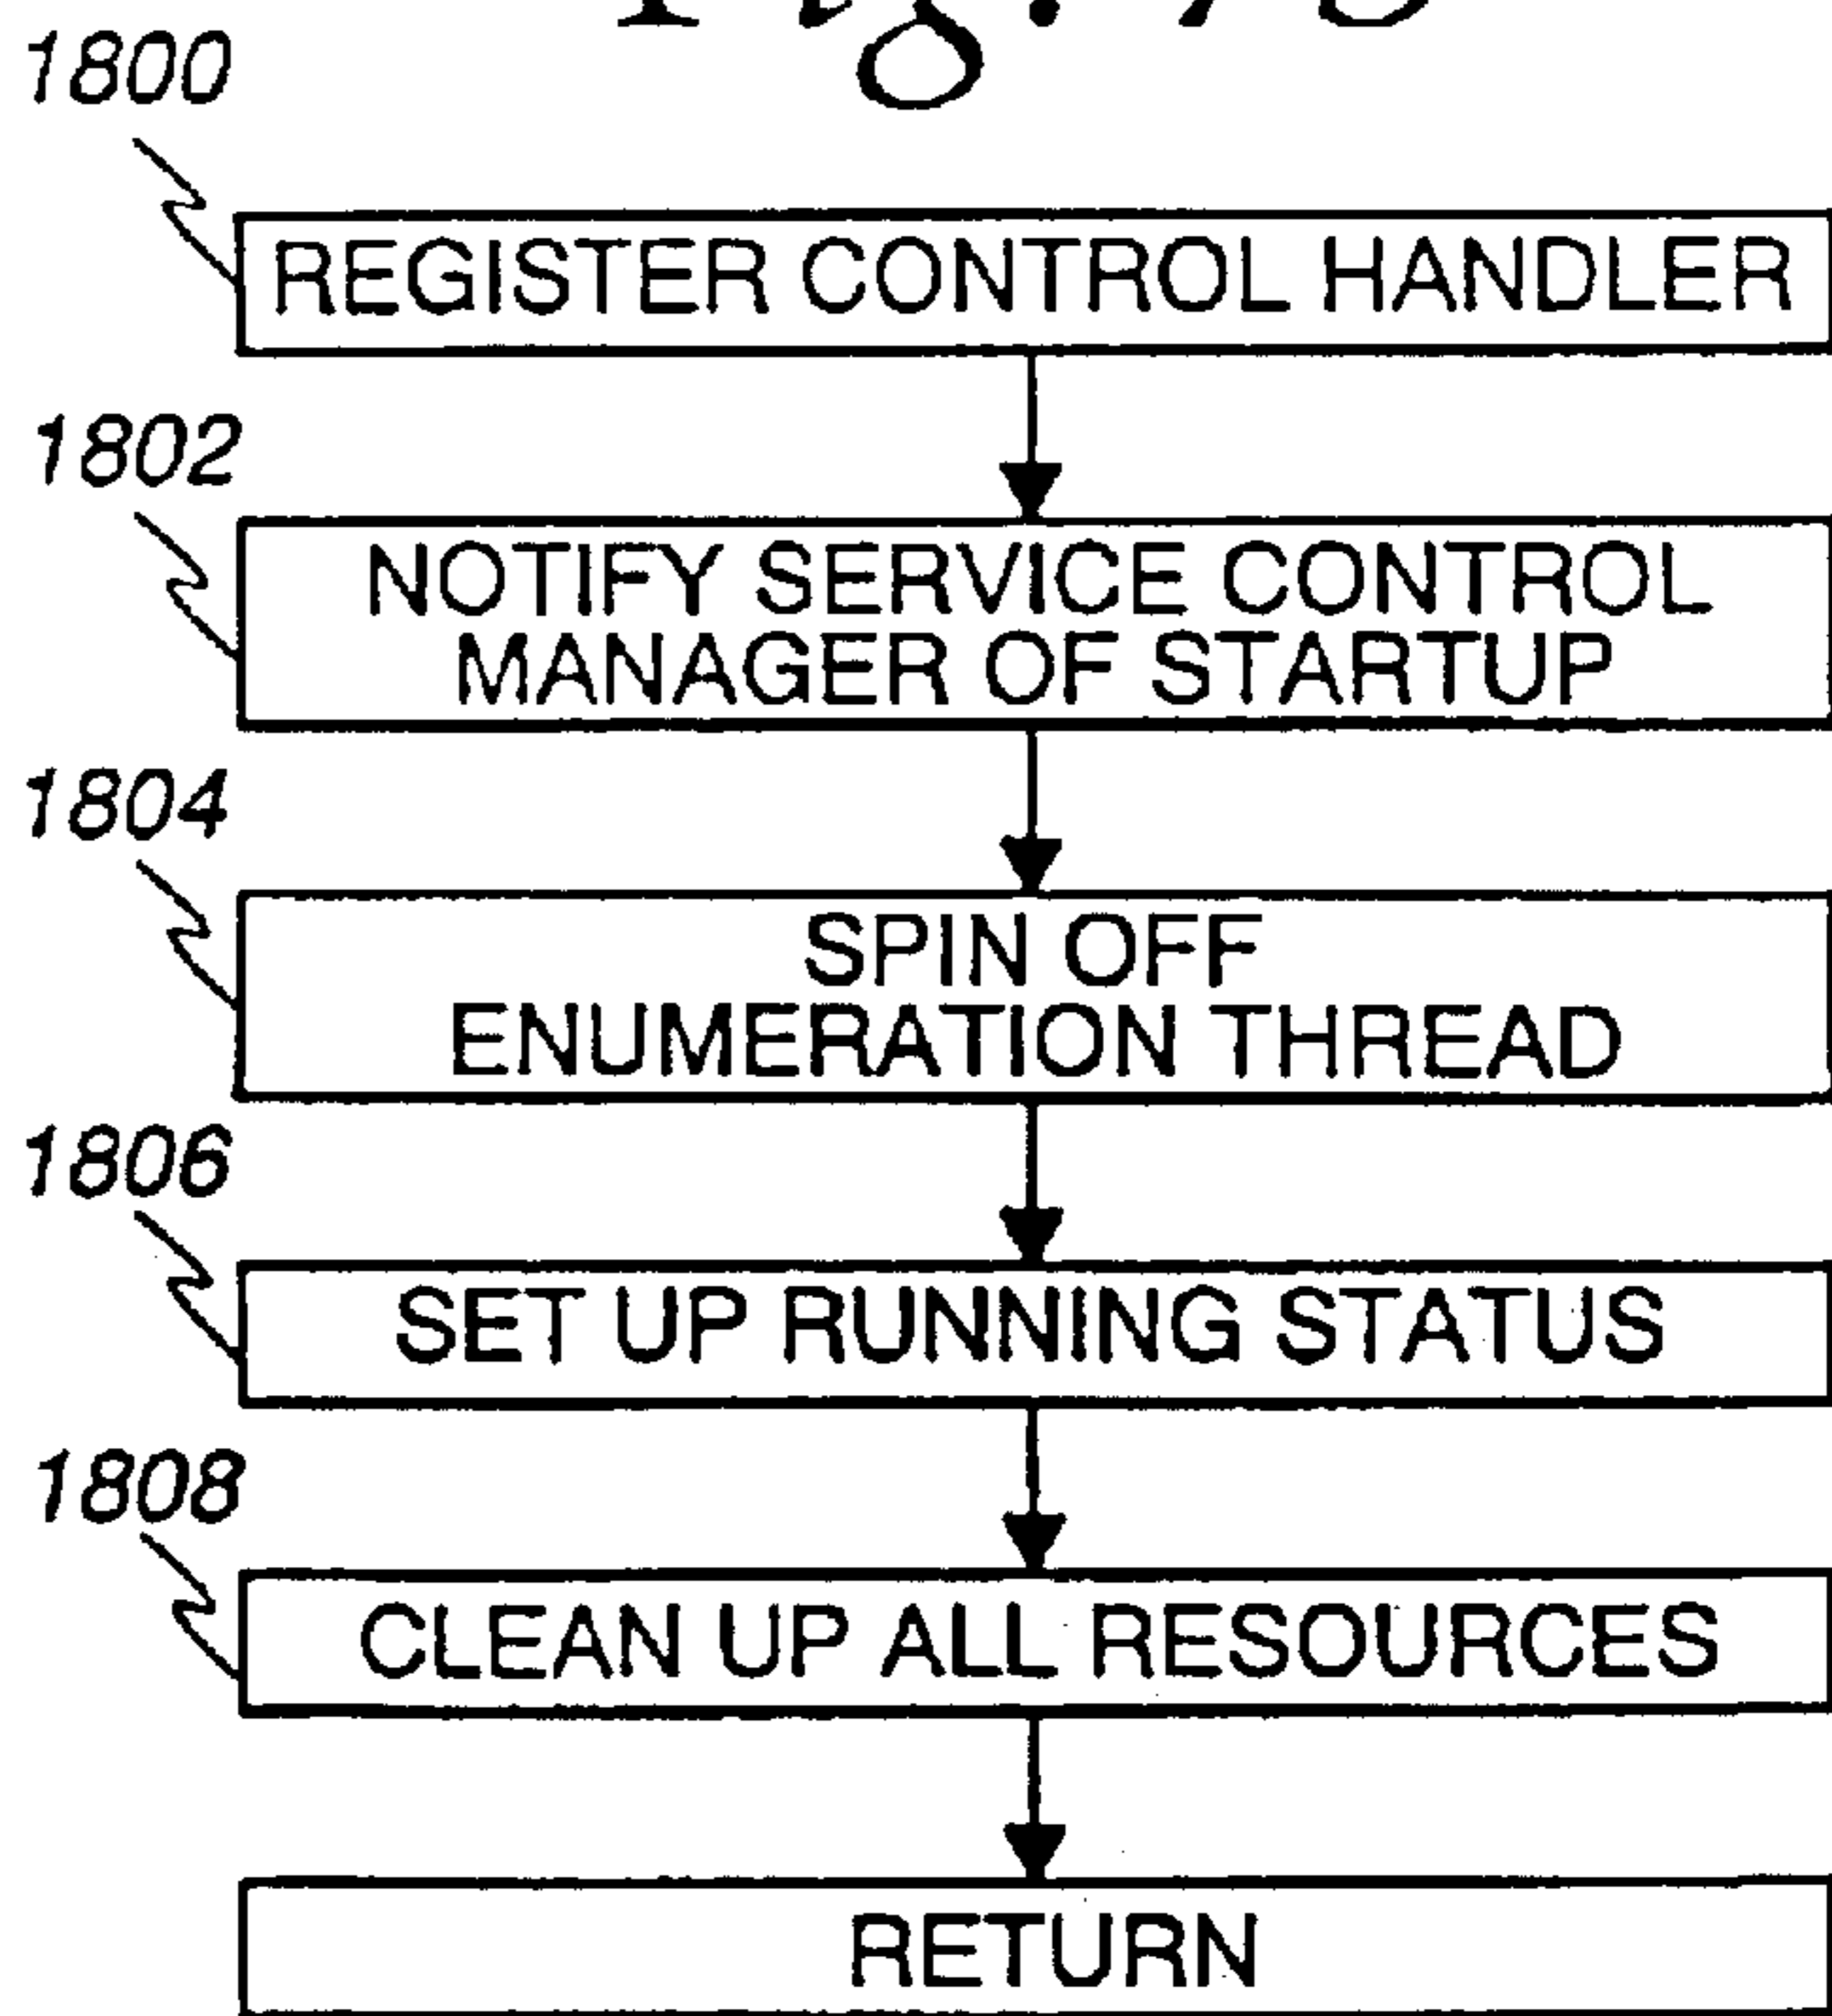 1800
REGISTER CONTROL HANDLER
1802
NOTIFY SERVICE CONTROL
MANAGER OF STARTUP
1804
SPIN OFF
ENUMERATION THREAD
1806
SET UP RUNNING STATUS
1808
CLEAN UP ALL RESOURCES
RETURN